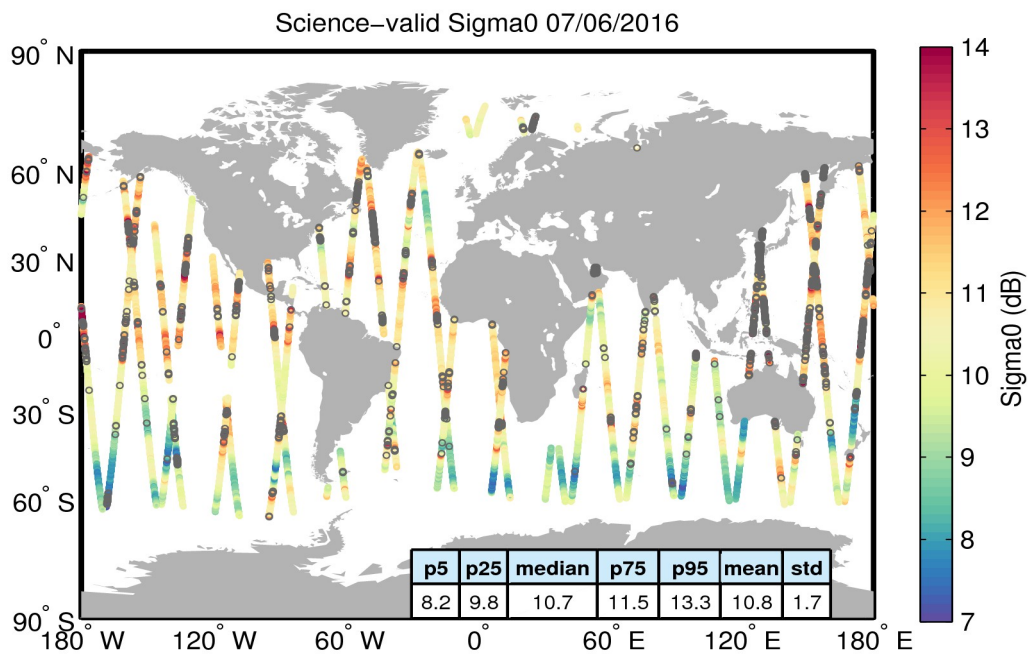 Science−valid Sigma0 07/06/2016
90° N
60° N
30° N
0°
30° S
60° S
90° S
180° W
120° W
60° W
0°
60° E
120° E
180° E
p5 p25 median p75 p95 mean std
8.2 9.8 10.7 11.5 13.3 10.8 1.7
14
13
12
11
10
9
8
7
Sigma0 (dB)